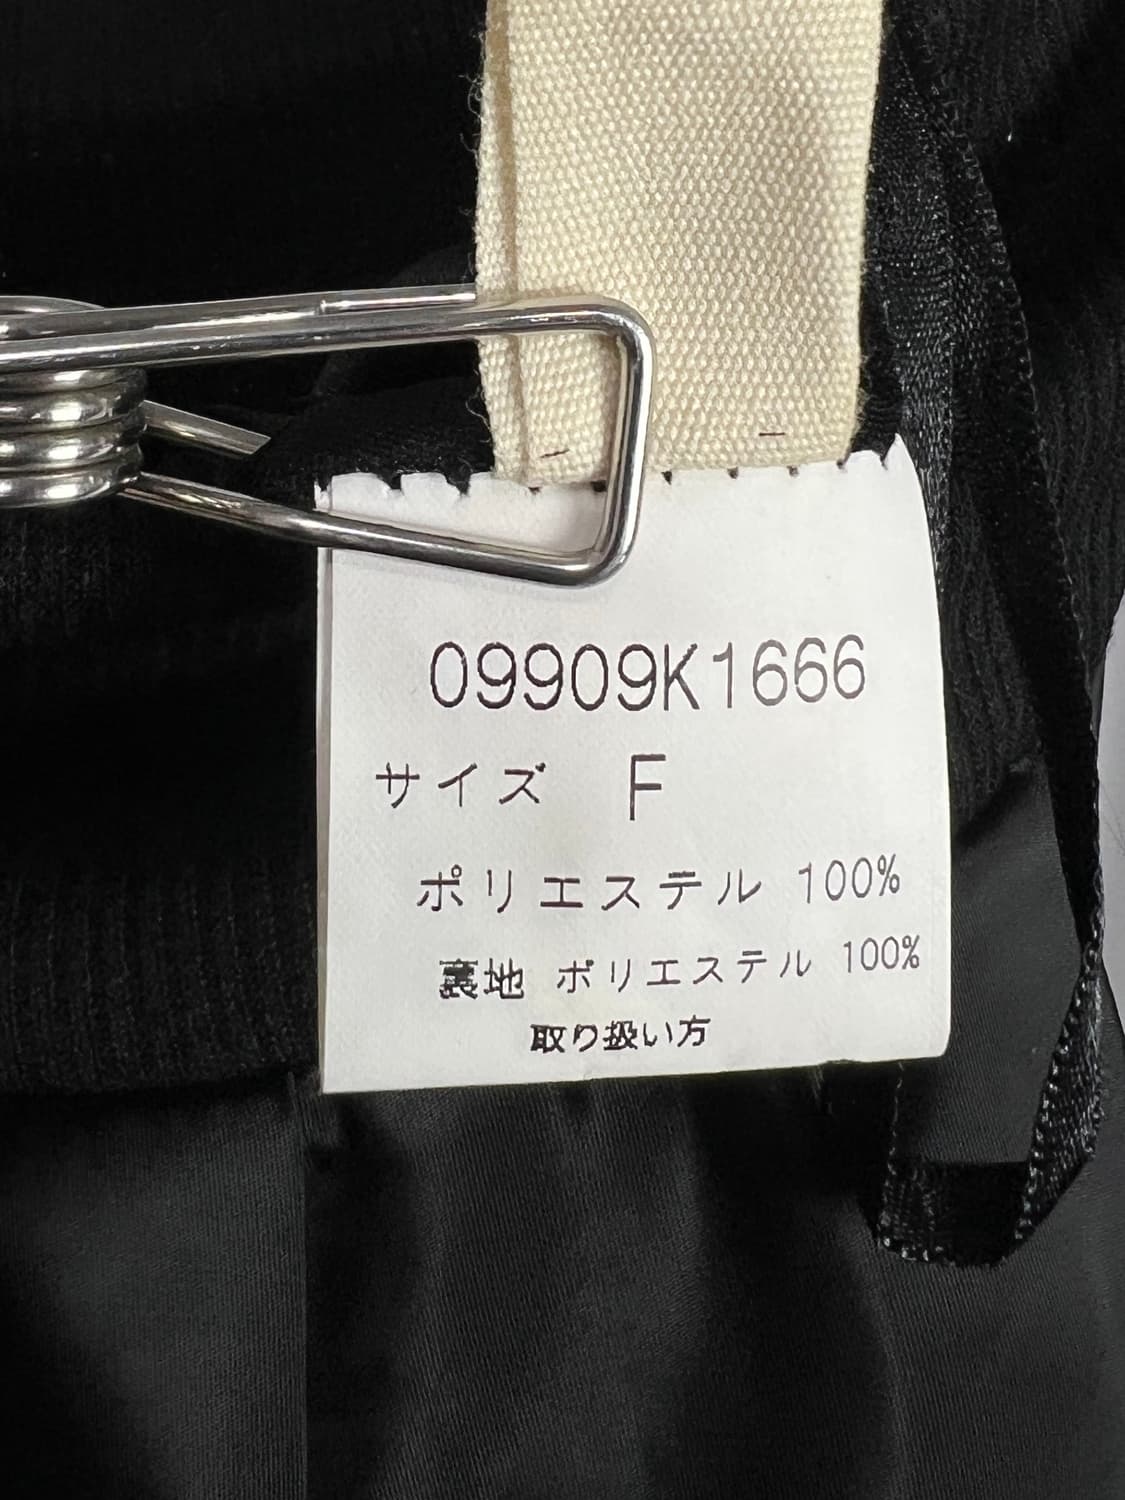 09909K1666
サイズ F
ポリエステル 100%
裏地 ポリエステル 100%
取り扱い方